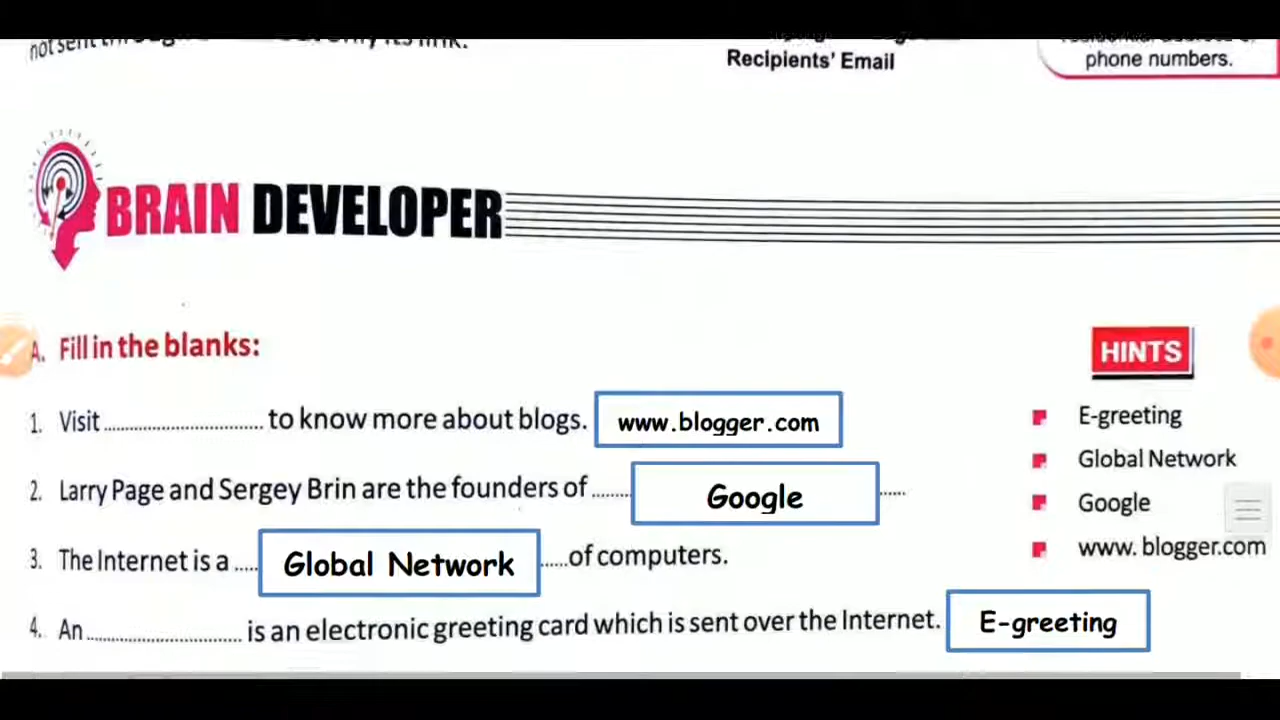 Recipients' Email
phone numbers.
BRAIN DEVELOPER
A. Fill in the blanks:
HINTS
1. Visit ................................ to know more about blogs. www.blogger.com
2. Larry Page and Sergey Brin are the founders of ........ Google ......
3. The Internet is a ..... Global Network ......of computers.
4. An ............................... is an electronic greeting card which is sent over the Internet. E-greeting
E-greeting
Global Network
Google
www. blogger.com